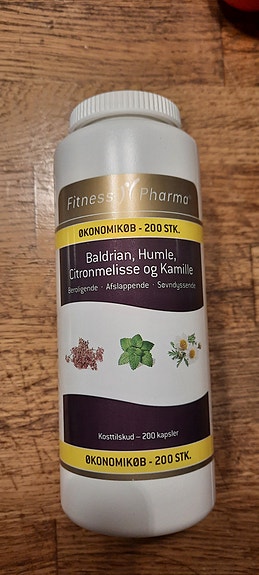 Fitness Pharma
ØKONOMIKØB - 200 STK.
Baldrian, Humle,
Citronmelisse og Kamille
Beroligende · Afslappende · Søvndyssende
Kosttilskud – 200 kapsler
ØKONOMIKØB - 200 STK.